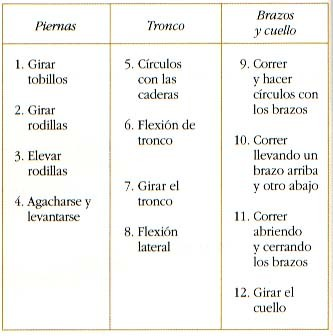 Piernas
1. Girar
tobillos
2. Girar
rodillas
3. Elevar
rodillas
4. Agacharse y
levantarse
Tronco
5. Círculos
con las
caderas
6. Flexión de
tronco
7. Girar el
tronco
8. Flexión
lateral
Brazos
y cuello
9. Correr
y hacer
círculos con
los brazos
10. Correr
llevando un
brazo arriba
y otro abajo
11. Correr
abriendo
y cerrando
los brazos
12. Girar el
cuello